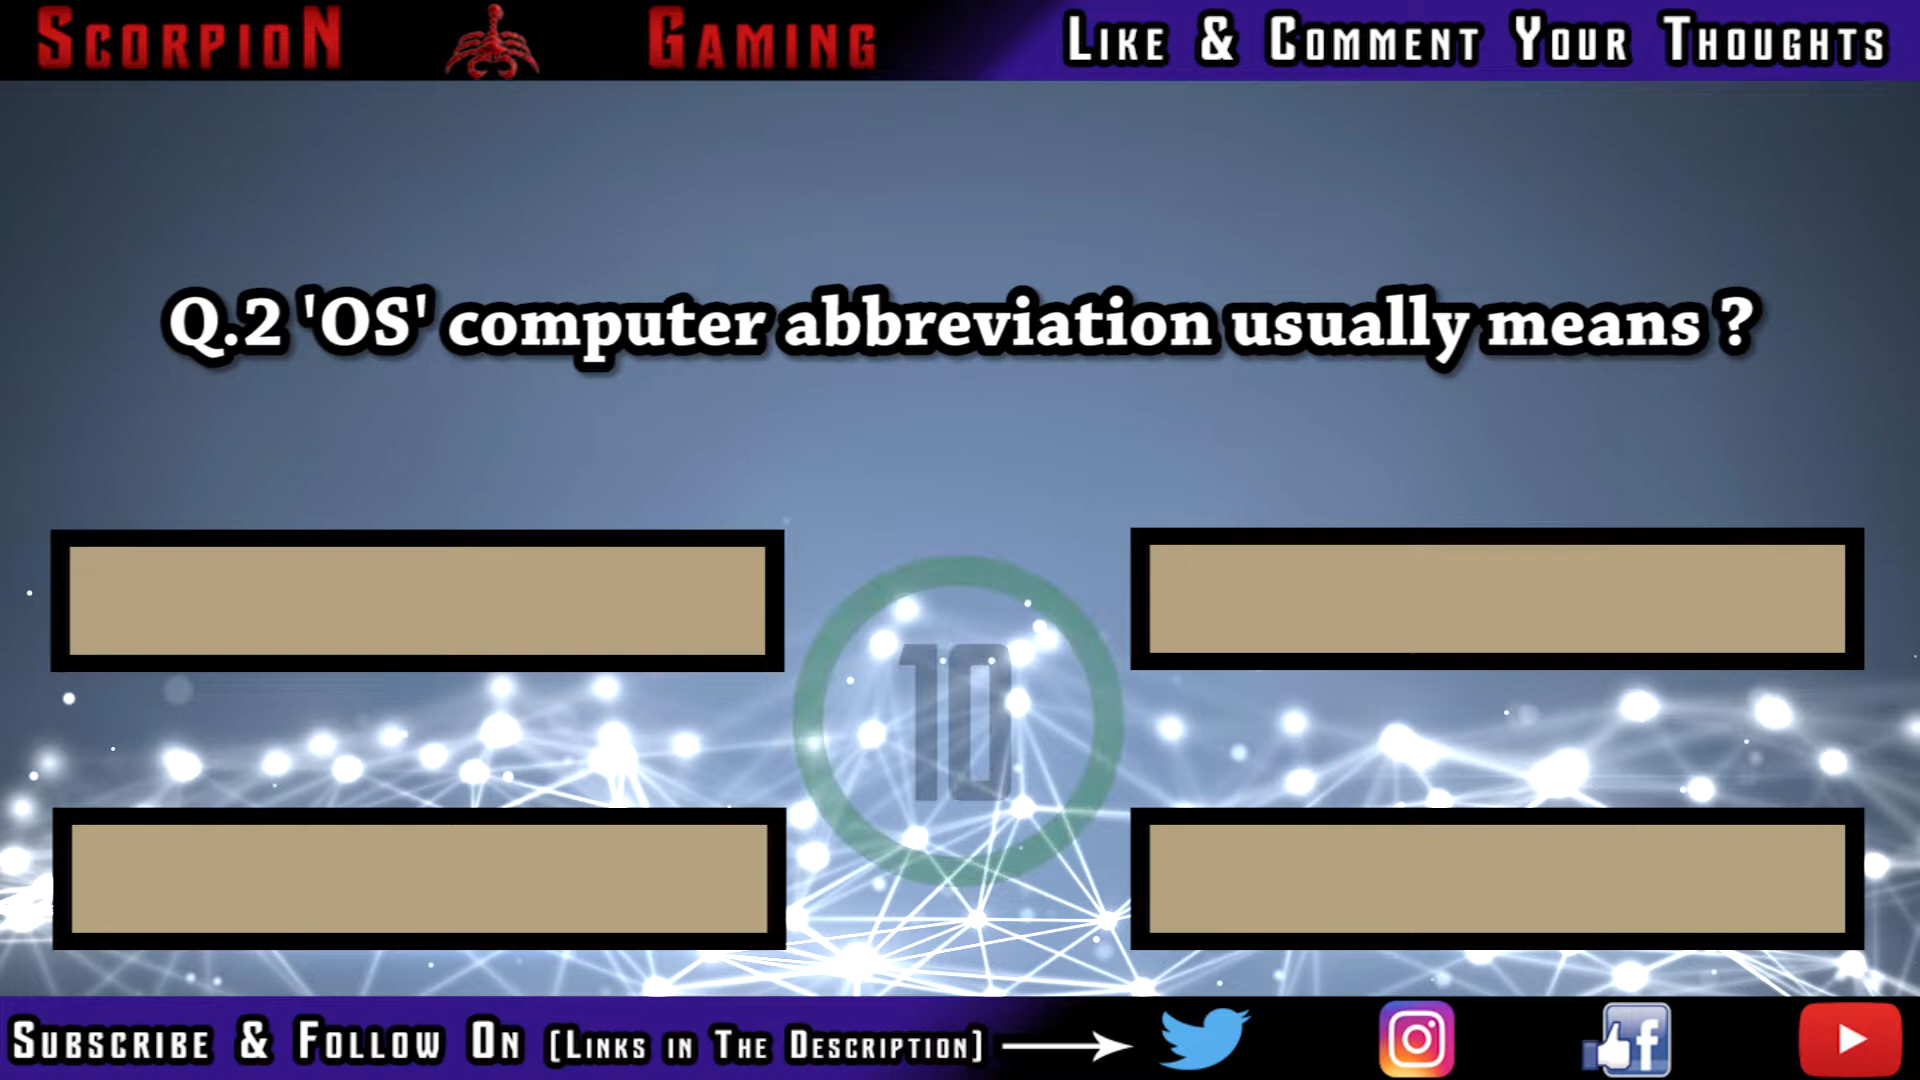 ScorpioN Gaming
Like & Comment Your Thoughts
Q.2 'OS' computer abbreviation usually means ?
10
Subscribe & Follow On (Links in The Description)
f